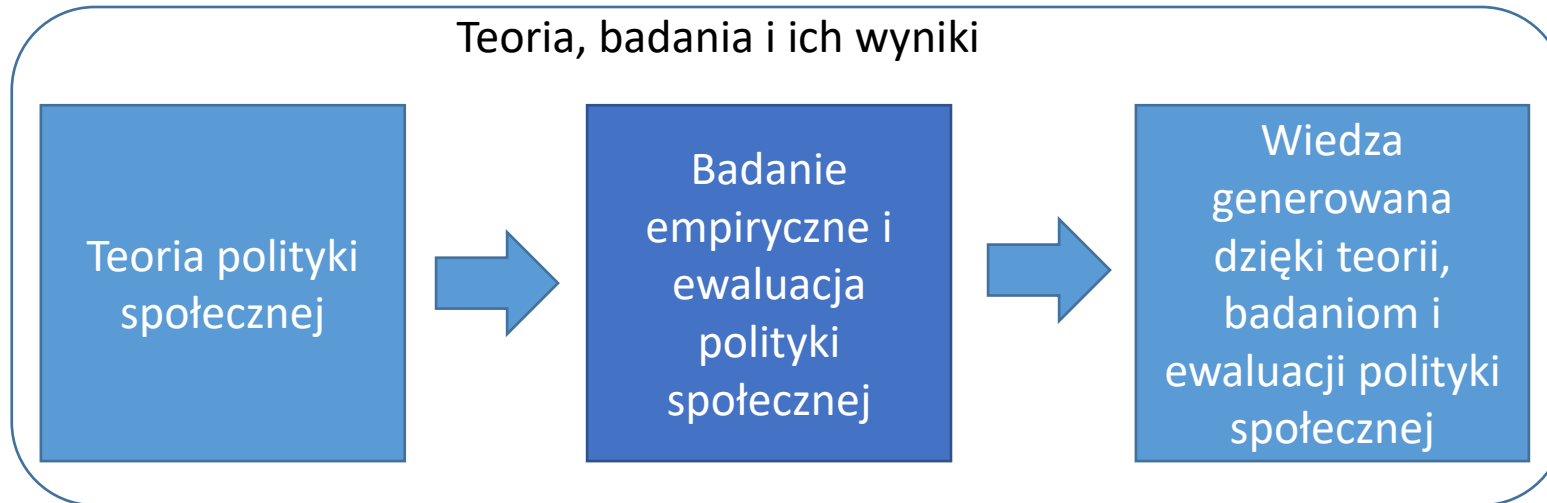 Teoria, badania i ich wyniki
Teoria polityki
społecznej
Badanie
empiryczne i
ewaluacja
polityki
społecznej
Wiedza
generowana
dzięki teorii,
badaniom i
ewaluacji polityki
społecznej